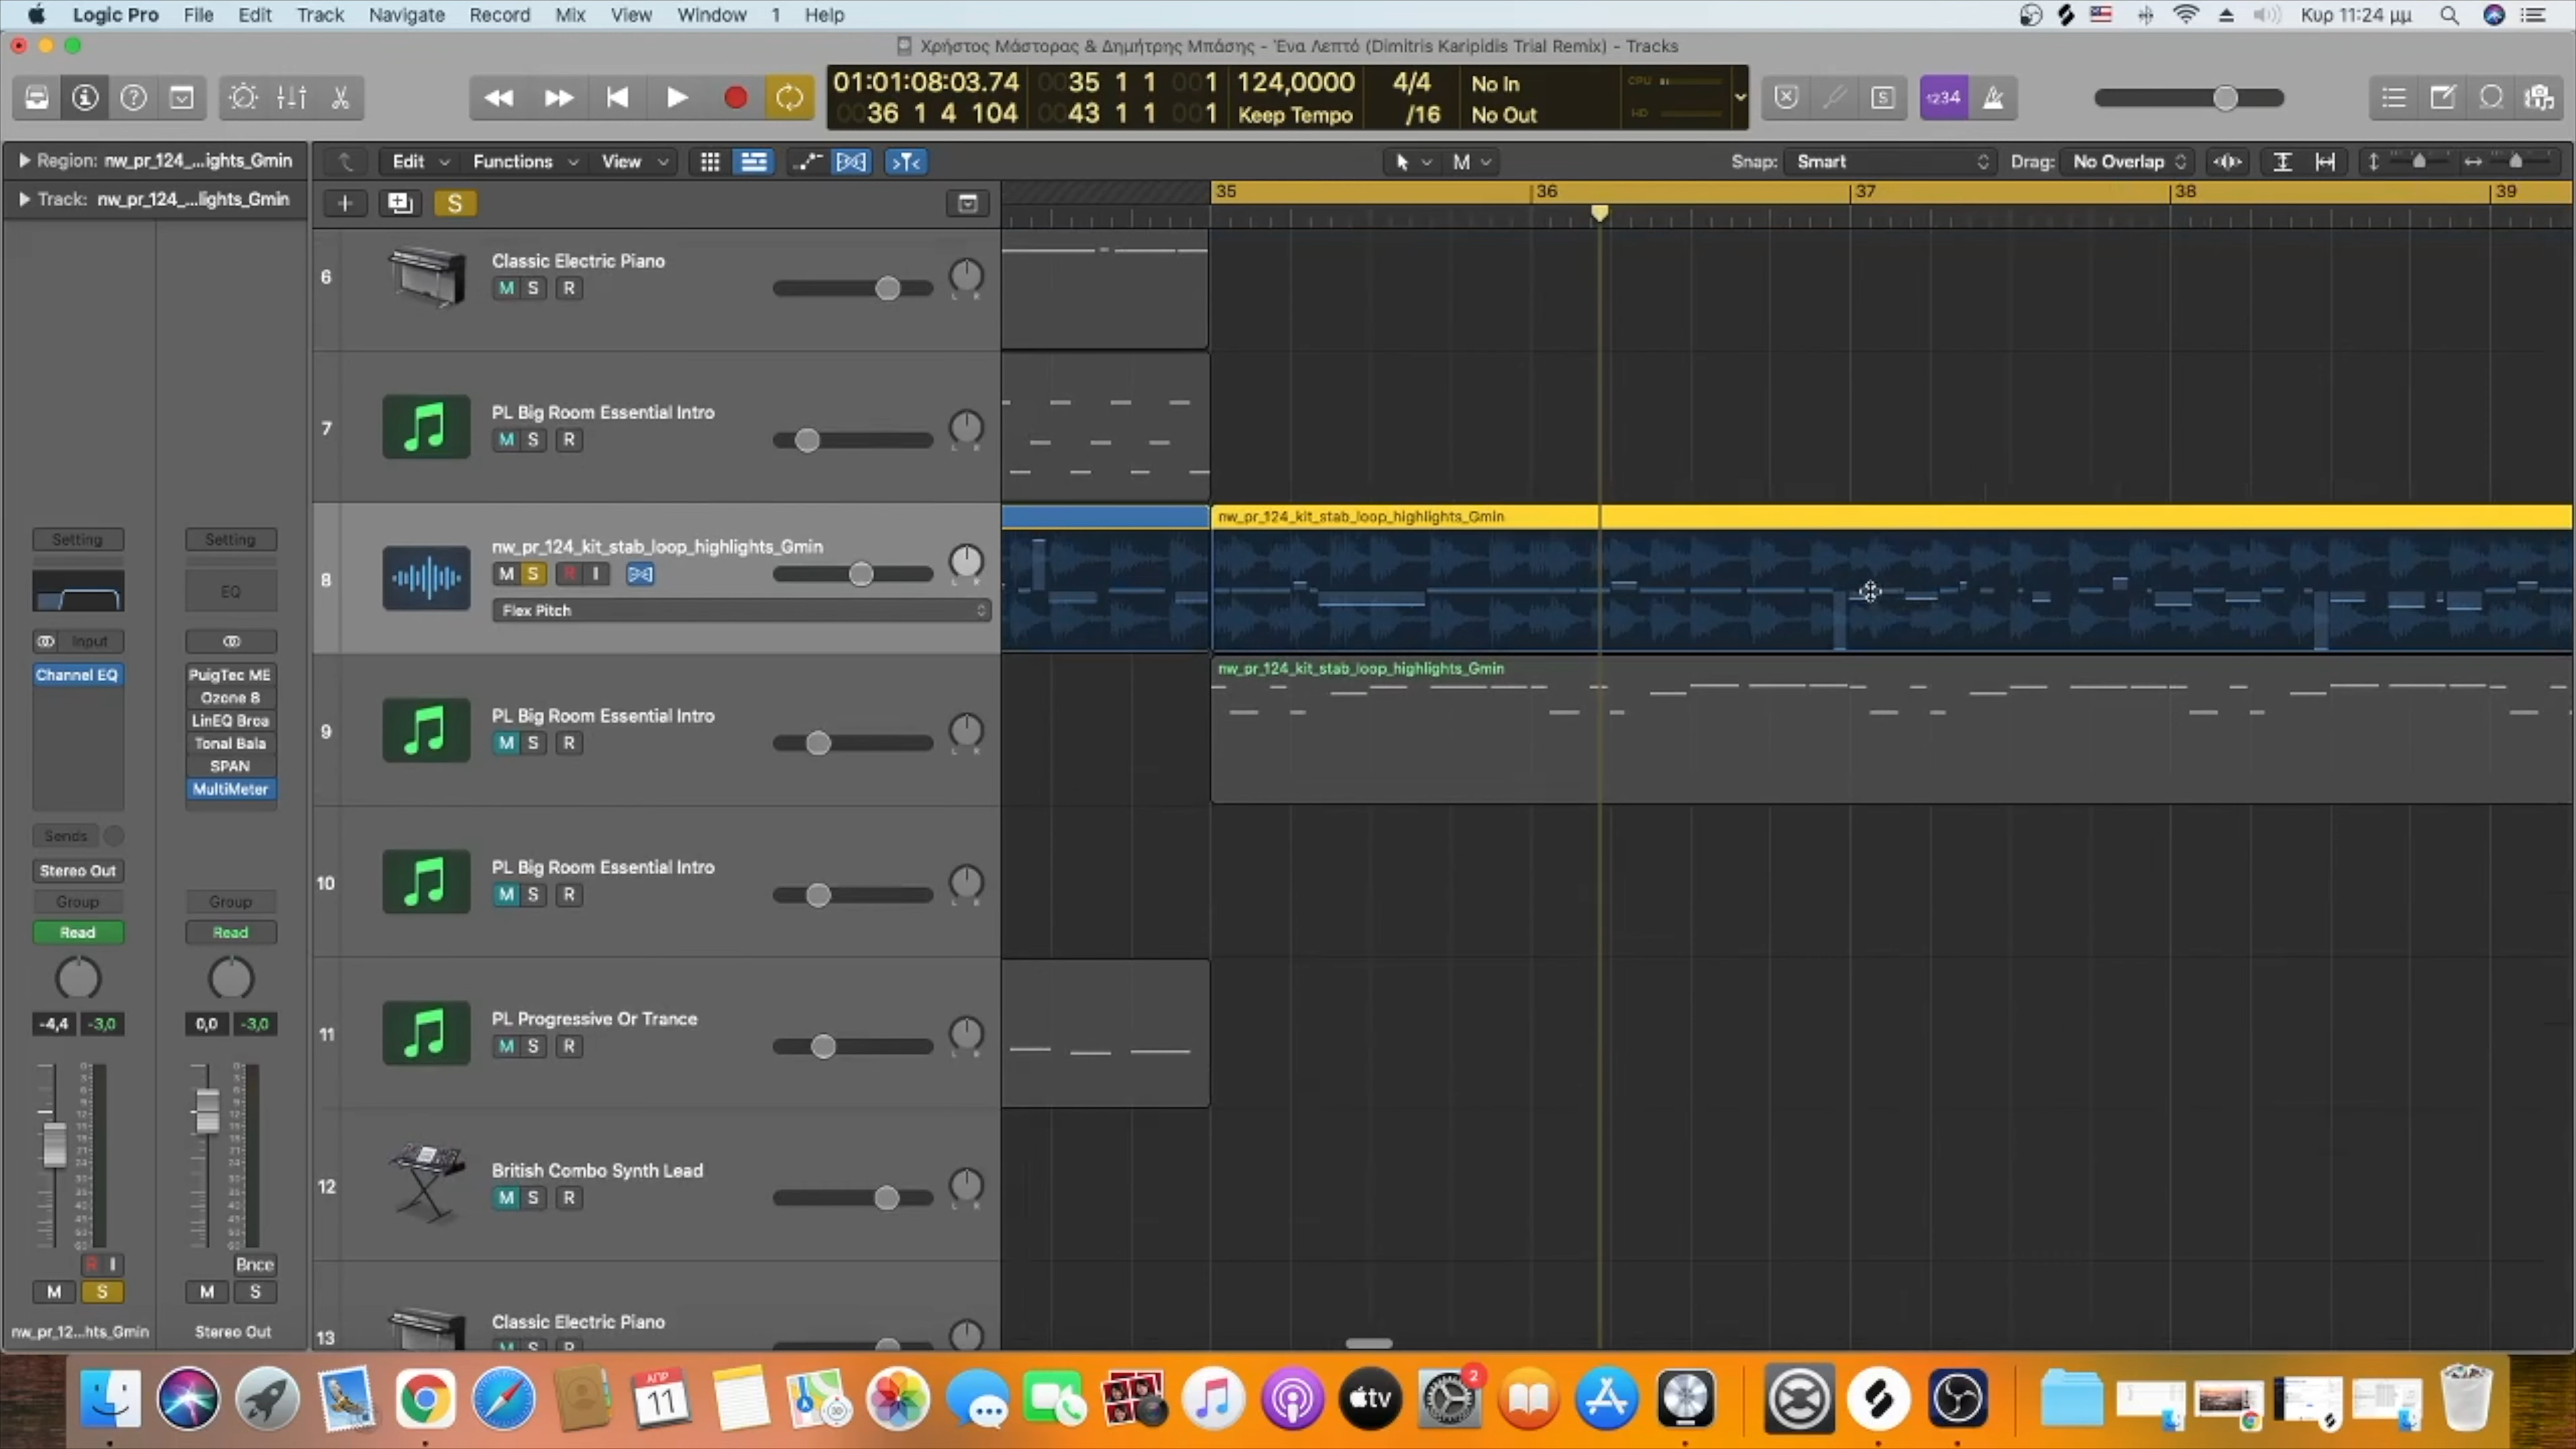 Logic Pro File Edit Track Navigate Record Mix View Window 1 Help Κυρ 11:24 μμ
Χρήστος Μάστορας & Δημήτρης Μπάσης - Ένα Λεπτό (Dimitris Karipidis Trial Remix) - Tracks
01:01:08:03.74 0035 1 1 001 124,0000 4/4 No In CPU
0036 1 4 104 0043 1 1 001 Keep Tempo /16 No Out HD
1234
Region: nw_pr_124_...ights_Gmin
Edit Functions View M Snap: Smart Drag: No Overlap
Track: nw_pr_124_...lights_Gmin
S
35 36 37 38 39
6 Classic Electric Piano
M S R
7 PL Big Room Essential Intro
M S R
8 nw_pr_124_kit_stab_loop_highlights_Gmin
M S R I
Flex Pitch
nw_pr_124_kit_stab_loop_highlights_Gmin
9 PL Big Room Essential Intro
M S R
nw_pr_124_kit_stab_loop_highlights_Gmin
10 PL Big Room Essential Intro
M S R
11 PL Progressive Or Trance
M S R
12 British Combo Synth Lead
M S R
13 Classic Electric Piano
M S R
Setting Setting
EQ
Input
Channel EQ PuigTec ME
Ozone 8
LinEQ Broa
Tonal Bala
SPAN
MultiMeter
Sends
Stereo Out
Group Group
Read Read
-4,4 -3,0 0,0 -3,0
R I Bnce
M S M S
nw_pr_12...hts_Gmin Stereo Out
ΑΠΡ
11
tv
2